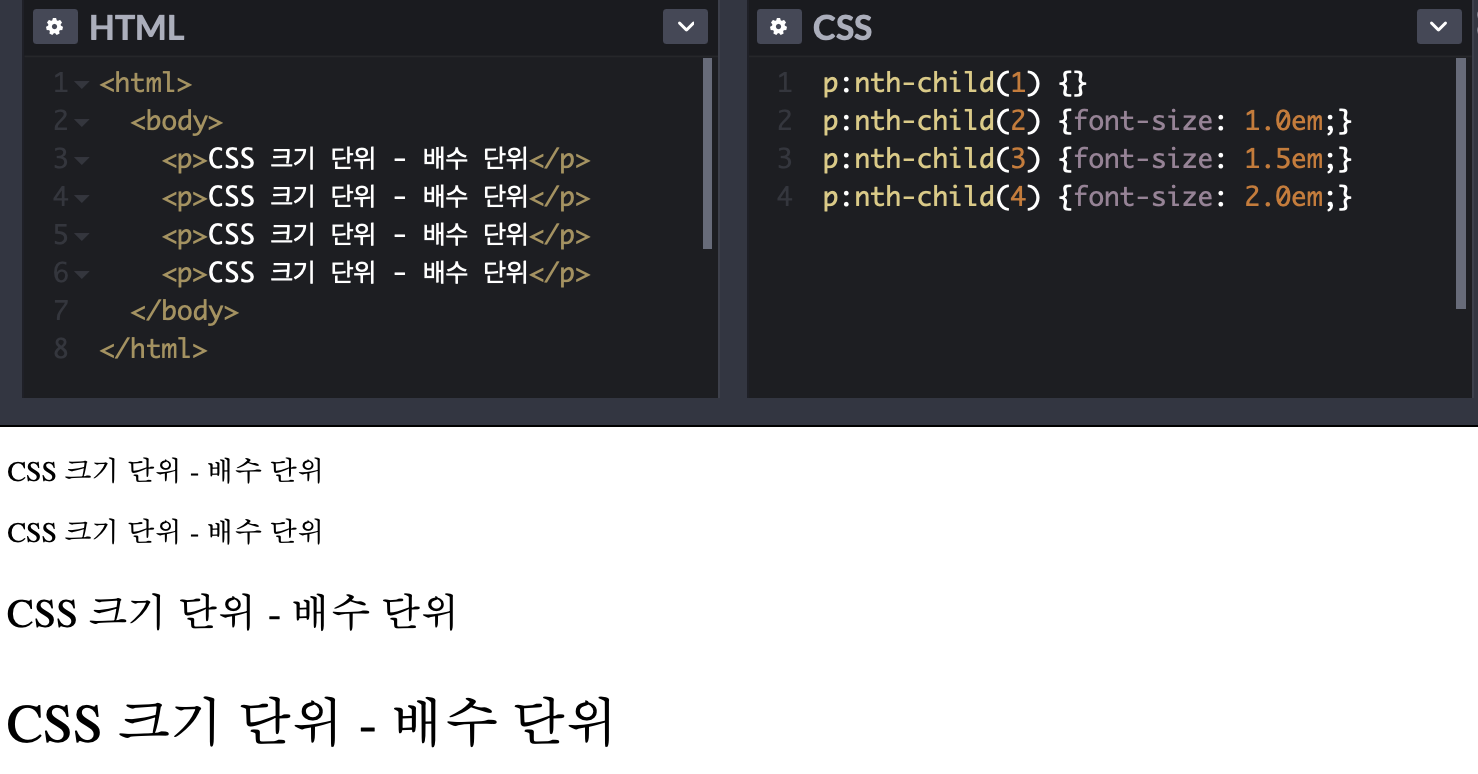 HTML
1 <html>
2 <body>
3 <p>CSS 크기 단위 - 배수 단위</p>
4 <p>CSS 크기 단위 - 배수 단위</p>
5 <p>CSS 크기 단위 - 배수 단위</p>
6 <p>CSS 크기 단위 - 배수 단위</p>
7 </body>
8 </html>
CSS
1 p:nth-child(1) {}
2 p:nth-child(2) {font-size: 1.0em;}
3 p:nth-child(3) {font-size: 1.5em;}
4 p:nth-child(4) {font-size: 2.0em;}
CSS 크기 단위 - 배수 단위
CSS 크기 단위 - 배수 단위
CSS 크기 단위 - 배수 단위
CSS 크기 단위 - 배수 단위